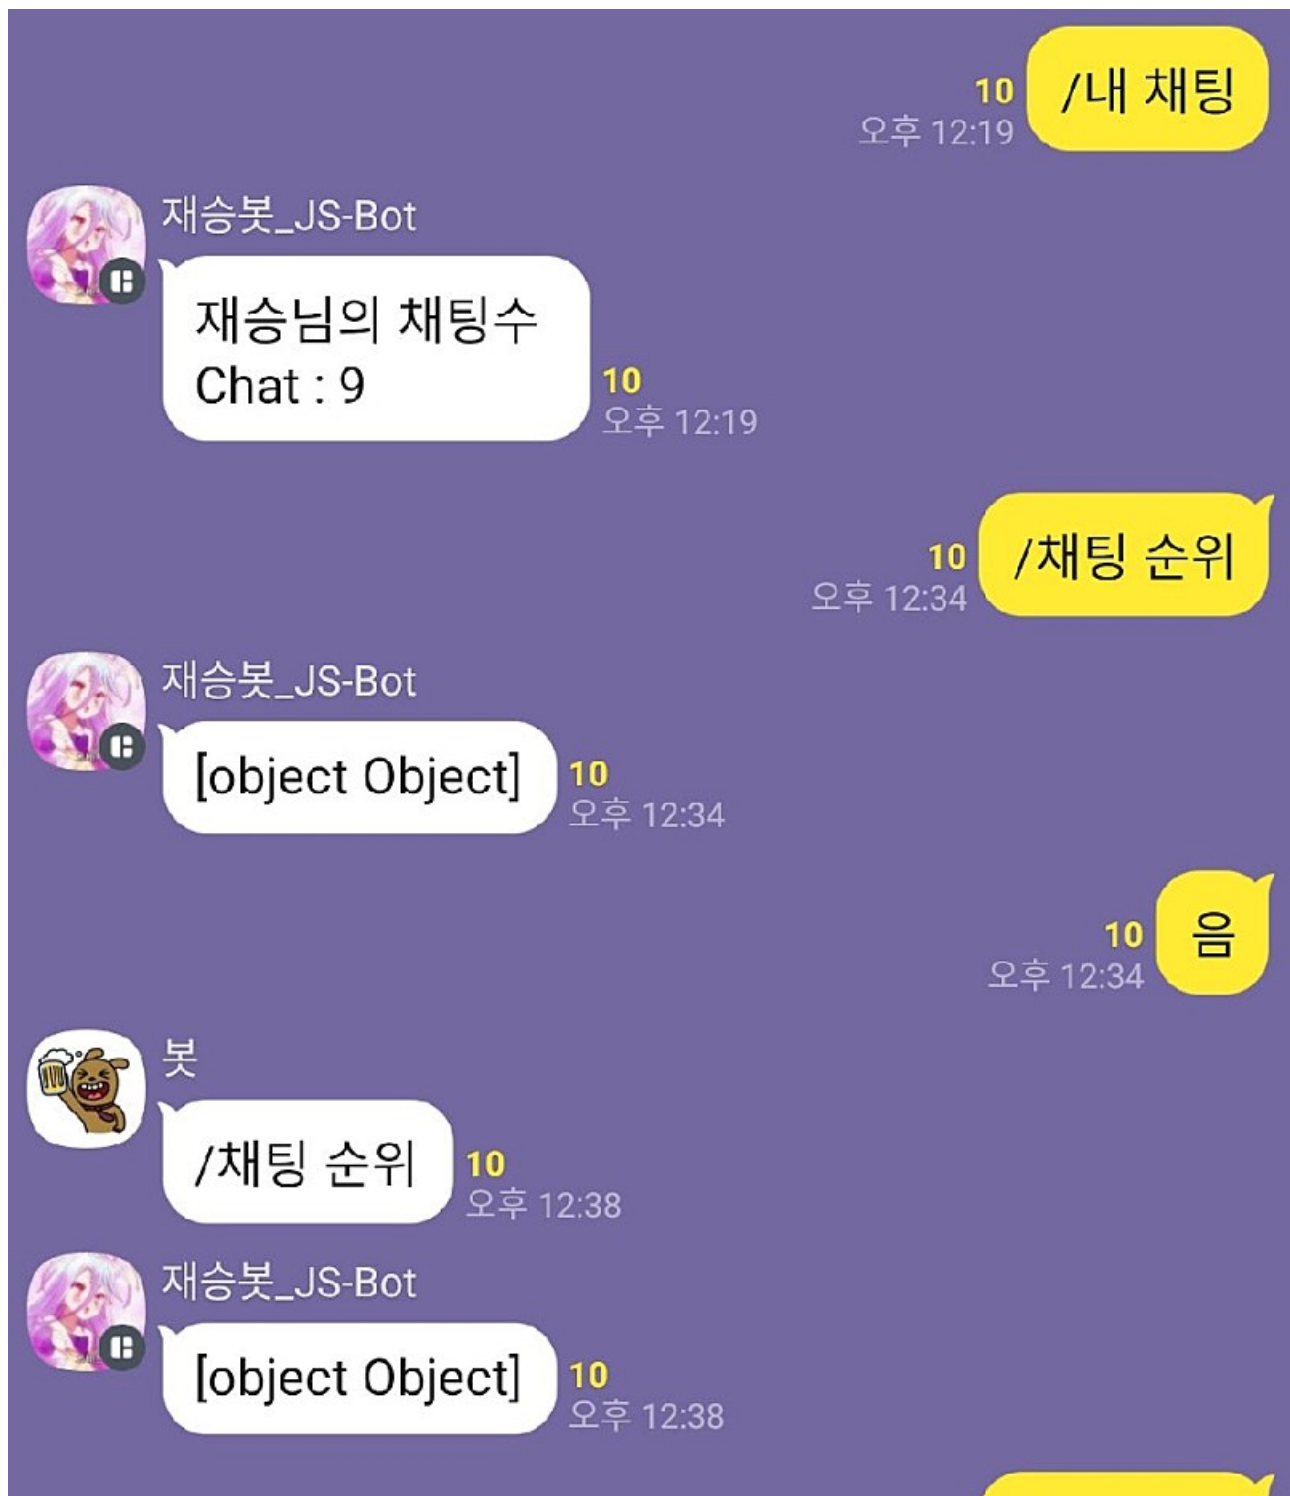 /내 채팅
10
오후 12:19
재승봇_JS-Bot
재승님의 채팅수
Chat : 9
10
오후 12:19
/채팅 순위
10
오후 12:34
재승봇_JS-Bot
[object Object]
10
오후 12:34
음
10
오후 12:34
봇
/채팅 순위
10
오후 12:38
재승봇_JS-Bot
[object Object]
10
오후 12:38